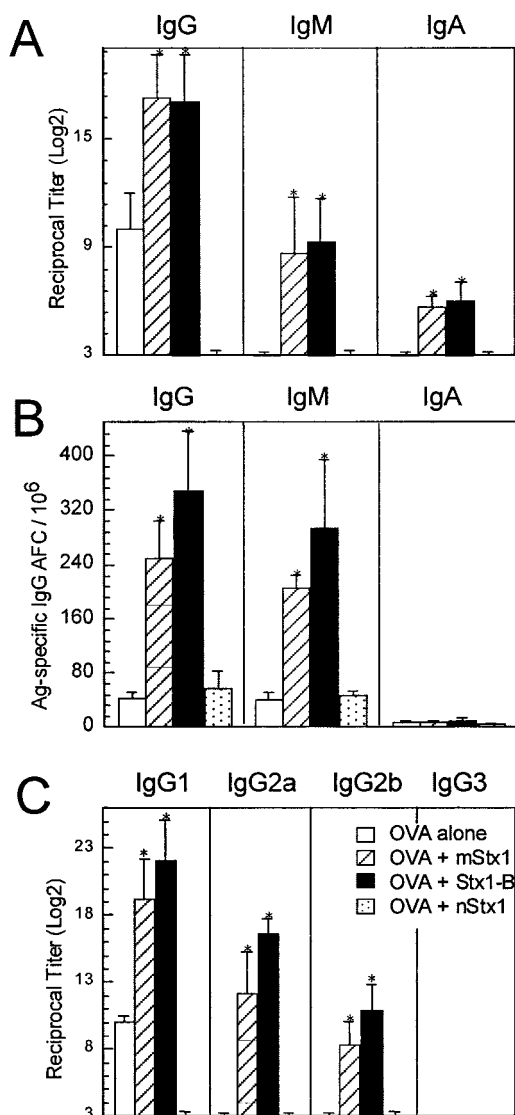 A
IgG IgM IgA
Reciprocal Titer (Log2)
15
9
3
* * * * * *
B
IgG IgM IgA
Ag-specific IgG AFC / 10^6
400
320
240
160
80
0
* * * *
C
IgG1 IgG2a IgG2b IgG3
Reciprocal Titer (Log2)
23
18
13
8
3
* * * * * *
OVA alone
OVA + mStx1
OVA + Stx1-B
OVA + nStx1